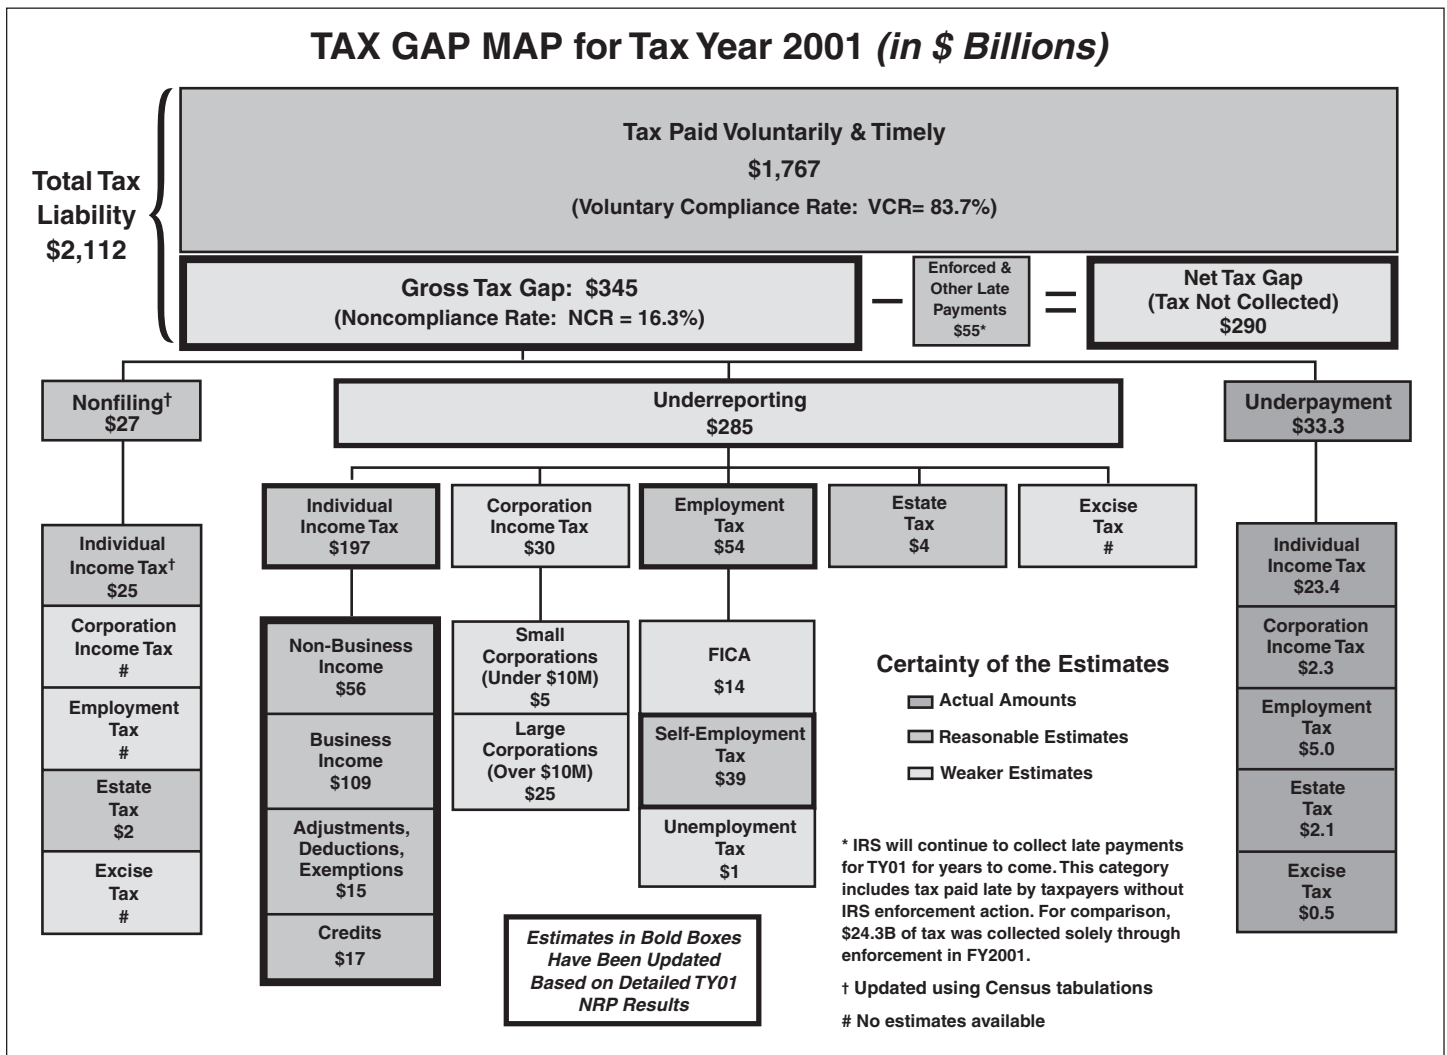 TAX GAP MAP for Tax Year 2001 (in $ Billions)
Total Tax
Liability
$2,112
Tax Paid Voluntarily & Timely
$1,767
(Voluntary Compliance Rate: VCR= 83.7%)
Gross Tax Gap: $345
(Noncompliance Rate: NCR = 16.3%)
—
Enforced &
Other Late
Payments
$55*
=
Net Tax Gap
(Tax Not Collected)
$290
Nonfiling†
$27
Underreporting
$285
Underpayment
$33.3
Individual
Income Tax†
$25
Corporation
Income Tax
#
Employment
Tax
#
Estate
Tax
$2
Excise
Tax
#
Individual
Income Tax
$197
Non-Business
Income
$56
Business
Income
$109
Adjustments,
Deductions,
Exemptions
$15
Credits
$17
Corporation
Income Tax
$30
Small
Corporations
(Under $10M)
$5
Large
Corporations
(Over $10M)
$25
Employment
Tax
$54
FICA
$14
Self-Employment
Tax
$39
Unemployment
Tax
$1
Estate
Tax
$4
Excise
Tax
#
Individual
Income Tax
$23.4
Corporation
Income Tax
$2.3
Employment
Tax
$5.0
Estate
Tax
$2.1
Excise
Tax
$0.5
Certainty of the Estimates
Actual Amounts
Reasonable Estimates
Weaker Estimates
Estimates in Bold Boxes
Have Been Updated
Based on Detailed TY01
NRP Results
* IRS will continue to collect late payments
for TY01 for years to come. This category
includes tax paid late by taxpayers without
IRS enforcement action. For comparison,
$24.3B of tax was collected solely through
enforcement in FY2001.
† Updated using Census tabulations
# No estimates available